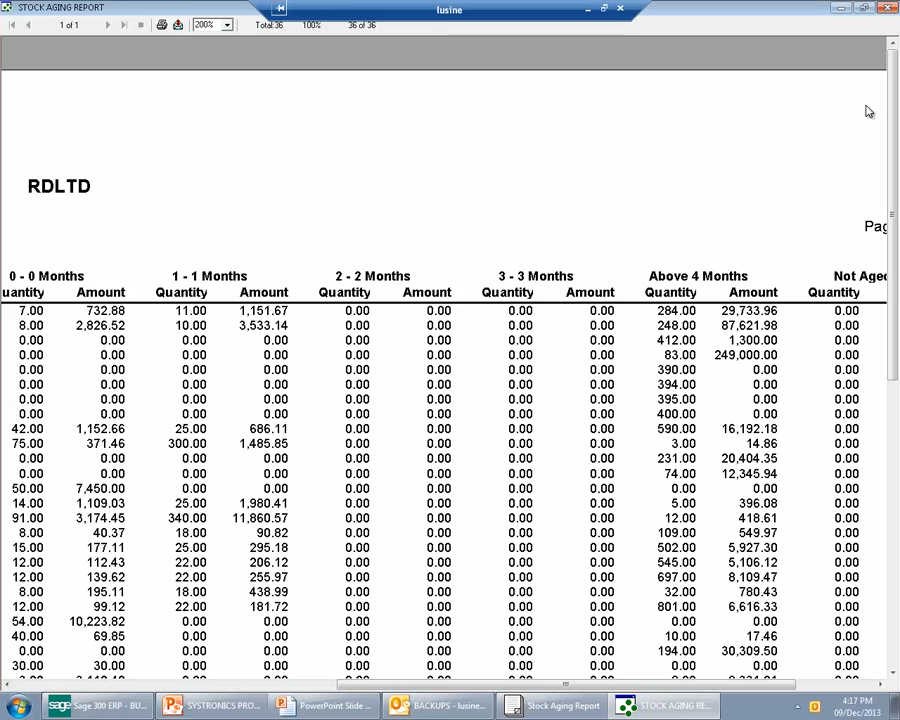 STOCK AGING REPORT
lusine
1 of 1 200% Total:36 100% 36 of 36
RDLTD
Pag
0 - 0 Months 1 - 1 Months 2 - 2 Months 3 - 3 Months Above 4 Months Not Aged
uantity Amount Quantity Amount Quantity Amount Quantity Amount Quantity Amount Quantity
7.00 732.88 11.00 1,151.67 0.00 0.00 0.00 0.00 284.00 29,733.96 0.00
8.00 2,826.52 10.00 3,533.14 0.00 0.00 0.00 0.00 248.00 87,621.98 0.00
0.00 0.00 0.00 0.00 0.00 0.00 0.00 0.00 412.00 1,300.00 0.00
0.00 0.00 0.00 0.00 0.00 0.00 0.00 0.00 83.00 249,000.00 0.00
0.00 0.00 0.00 0.00 0.00 0.00 0.00 0.00 390.00 0.00 0.00
0.00 0.00 0.00 0.00 0.00 0.00 0.00 0.00 394.00 0.00 0.00
0.00 0.00 0.00 0.00 0.00 0.00 0.00 0.00 395.00 0.00 0.00
0.00 0.00 0.00 0.00 0.00 0.00 0.00 0.00 400.00 0.00 0.00
42.00 1,152.66 25.00 686.11 0.00 0.00 0.00 0.00 590.00 16,192.18 0.00
75.00 371.46 300.00 1,485.85 0.00 0.00 0.00 0.00 3.00 14.86 0.00
0.00 0.00 0.00 0.00 0.00 0.00 0.00 0.00 231.00 20,404.35 0.00
0.00 0.00 0.00 0.00 0.00 0.00 0.00 0.00 74.00 12,345.94 0.00
50.00 7,450.00 0.00 0.00 0.00 0.00 0.00 0.00 0.00 0.00 0.00
14.00 1,109.03 25.00 1,980.41 0.00 0.00 0.00 0.00 5.00 396.08 0.00
91.00 3,174.45 340.00 11,860.57 0.00 0.00 0.00 0.00 12.00 418.61 0.00
8.00 40.37 18.00 90.82 0.00 0.00 0.00 0.00 109.00 549.97 0.00
15.00 177.11 25.00 295.18 0.00 0.00 0.00 0.00 502.00 5,927.30 0.00
12.00 112.43 22.00 206.12 0.00 0.00 0.00 0.00 545.00 5,106.12 0.00
12.00 139.62 22.00 255.97 0.00 0.00 0.00 0.00 697.00 8,109.47 0.00
8.00 195.11 18.00 438.99 0.00 0.00 0.00 0.00 32.00 780.43 0.00
12.00 99.12 22.00 181.72 0.00 0.00 0.00 0.00 801.00 6,616.33 0.00
54.00 10,223.82 0.00 0.00 0.00 0.00 0.00 0.00 0.00 0.00 0.00
40.00 69.85 0.00 0.00 0.00 0.00 0.00 0.00 10.00 17.46 0.00
0.00 0.00 0.00 0.00 0.00 0.00 0.00 0.00 194.00 30,309.50 0.00
30.00 30.00 0.00 0.00 0.00 0.00 0.00 0.00 0.00 0.00 0.00
sage Sage 300 ERP - BU... SYSTRONICS PRO... PowerPoint Slide ... BACKUPS - lusine... Stock Aging Report STOCK AGING RE... 4:17 PM
09/Dec/2013